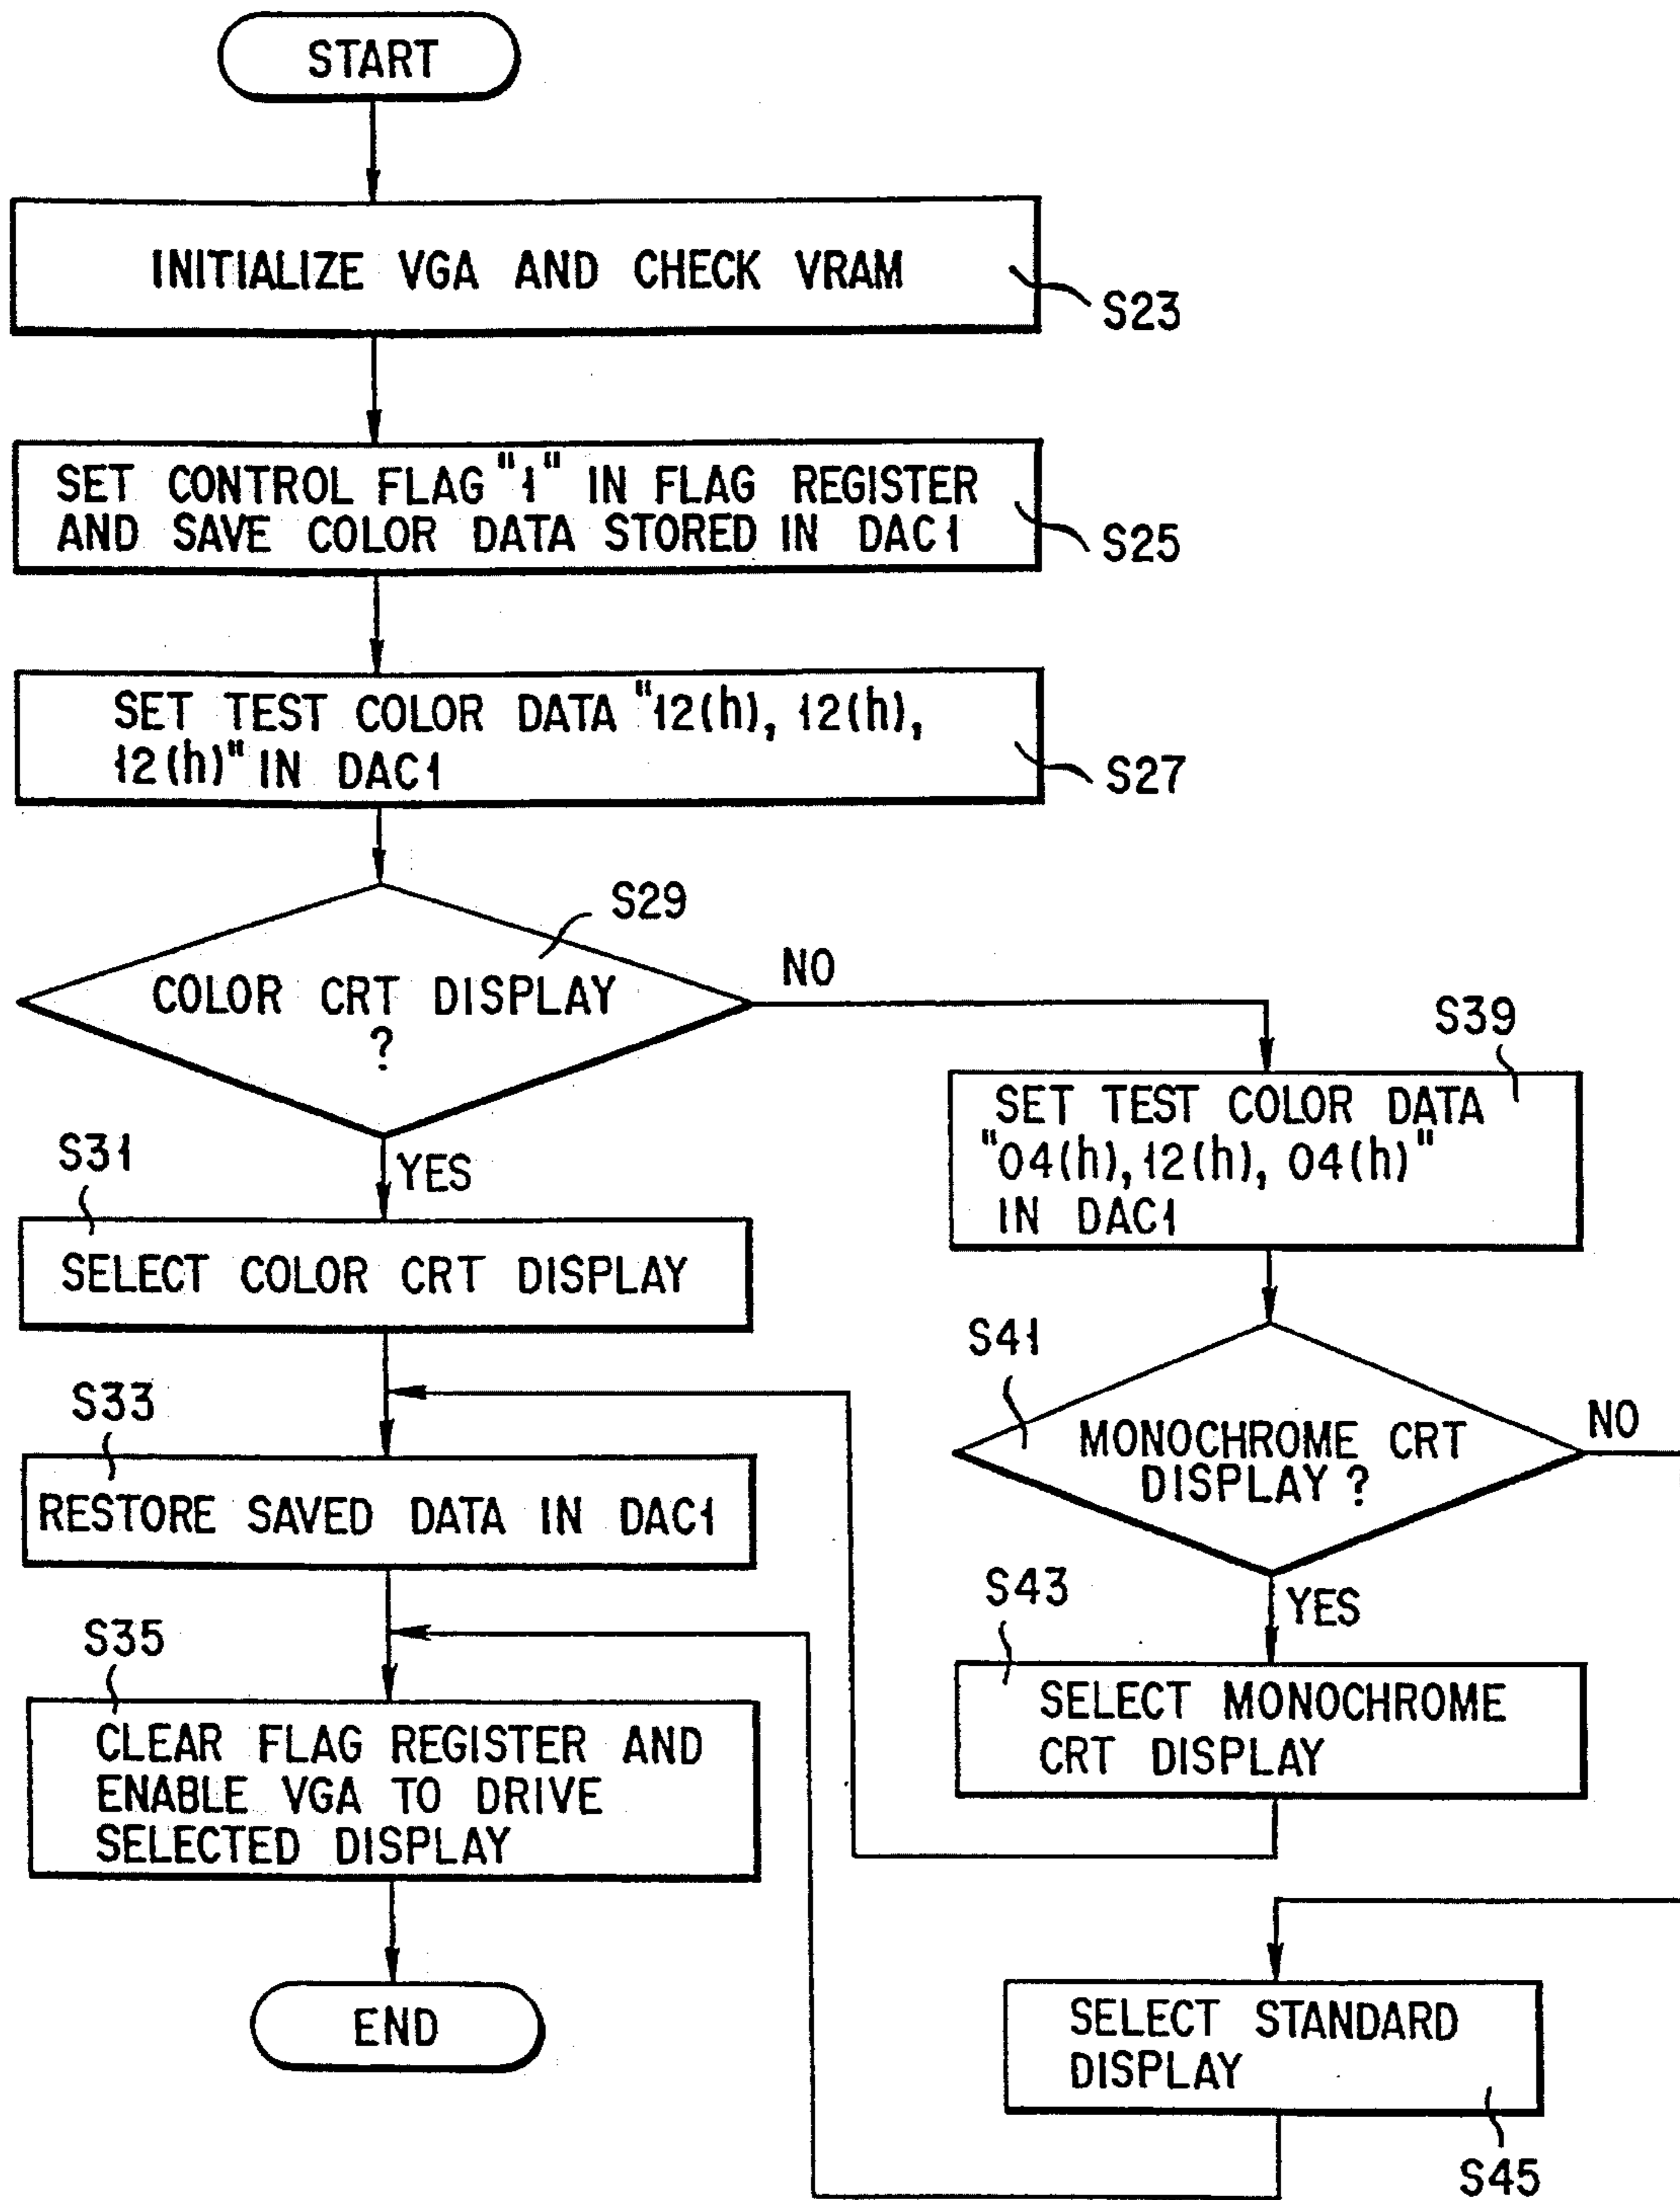 START
INITIALIZE VGA AND CHECK VRAM
S23
SET CONTROL FLAG "1" IN FLAG REGISTER
AND SAVE COLOR DATA STORED IN DAC1
S25
SET TEST COLOR DATA "12(h), 12(h),
12(h)" IN DAC1
S27
S29
COLOR CRT DISPLAY
?
NO
YES
S31
SELECT COLOR CRT DISPLAY
S33
RESTORE SAVED DATA IN DAC1
S35
CLEAR FLAG REGISTER AND
ENABLE VGA TO DRIVE
SELECTED DISPLAY
END
S39
SET TEST COLOR DATA
"04(h), 12(h), 04(h)"
IN DAC1
S41
MONOCHROME CRT
DISPLAY ?
NO
YES
S43
SELECT MONOCHROME
CRT DISPLAY
SELECT STANDARD
DISPLAY
S45